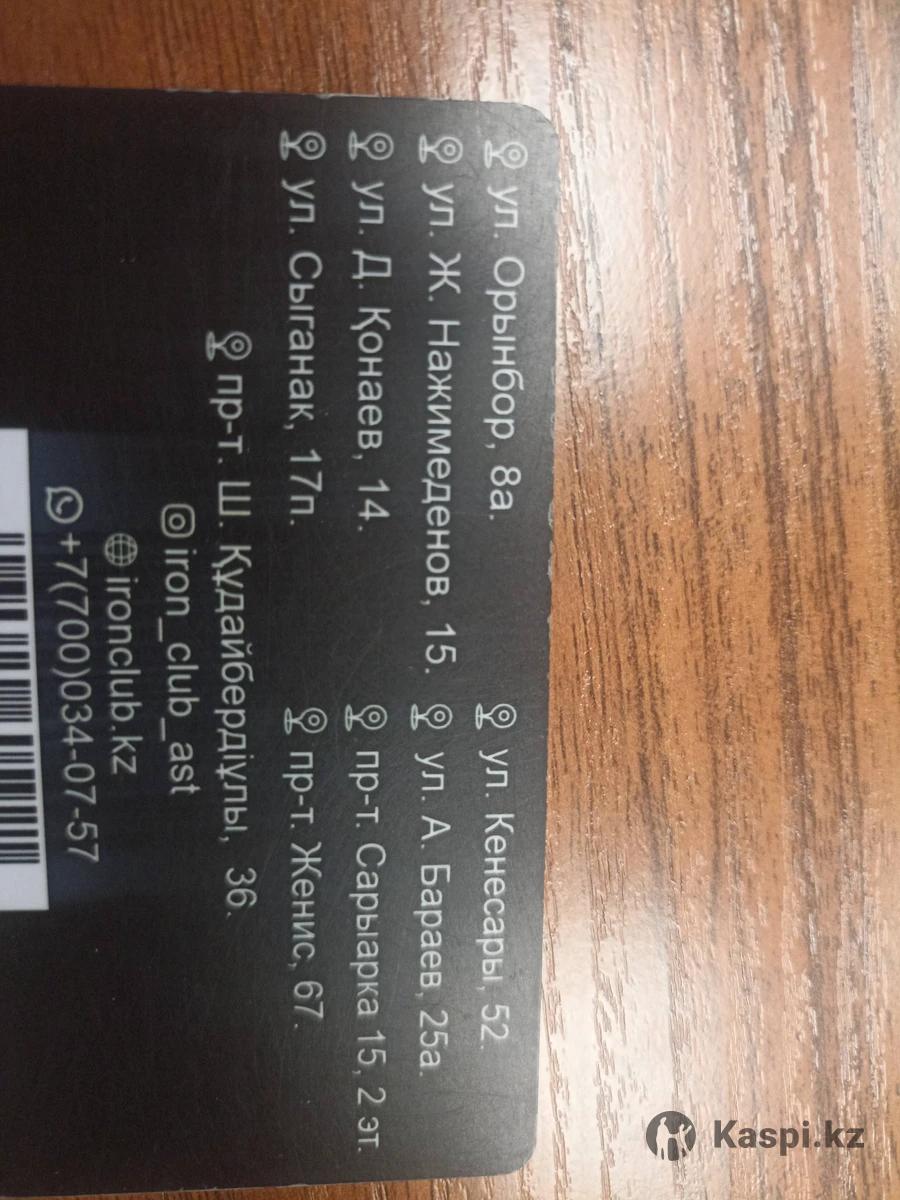 ул. Орынбор, 8а.
ул. Ж. Нажимеденов, 15.
ул. Д. Қонаев, 14.
ул. Сыганак, 17п.
ул. Кенесары, 52.
ул. А. Бараев, 25а.
пр-т. Сарыарка 15, 2 эт.
пр-т. Женис, 67.
пр-т. Ш. Құдайбердіұлы, 36.
iron_club_ast
ironclub.kz
+7(700)034-07-57
Kaspi.kz